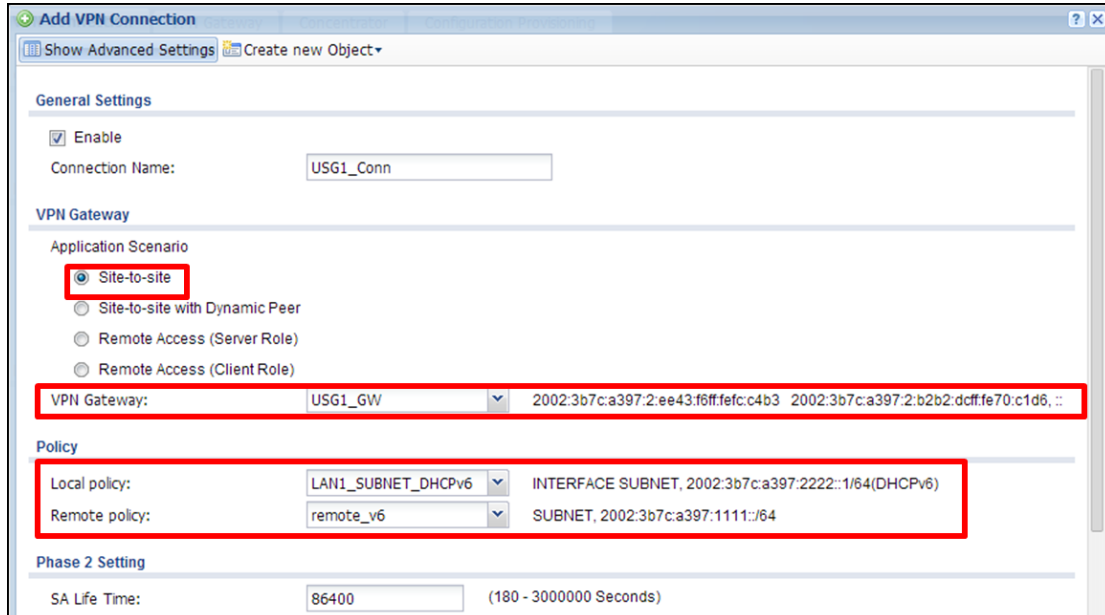 Add VPN Connection
Gateway Concentrator Configuration Provisioning
Show Advanced Settings Create new Object
General Settings
Enable
Connection Name: USG1_Conn
VPN Gateway
Application Scenario
Site-to-site
Site-to-site with Dynamic Peer
Remote Access (Server Role)
Remote Access (Client Role)
VPN Gateway: USG1_GW 2002:3b7c:a397:2:ee43:f6ff:fefc:c4b3 2002:3b7c:a397:2:b2b2:dcff:fe70:c1d6, ::
Policy
Local policy: LAN1_SUBNET_DHCPv6 INTERFACE SUBNET, 2002:3b7c:a397:2222::1/64(DHCPv6)
Remote policy: remote_v6 SUBNET, 2002:3b7c:a397:1111::/64
Phase 2 Setting
SA Life Time: 86400 (180 - 3000000 Seconds)